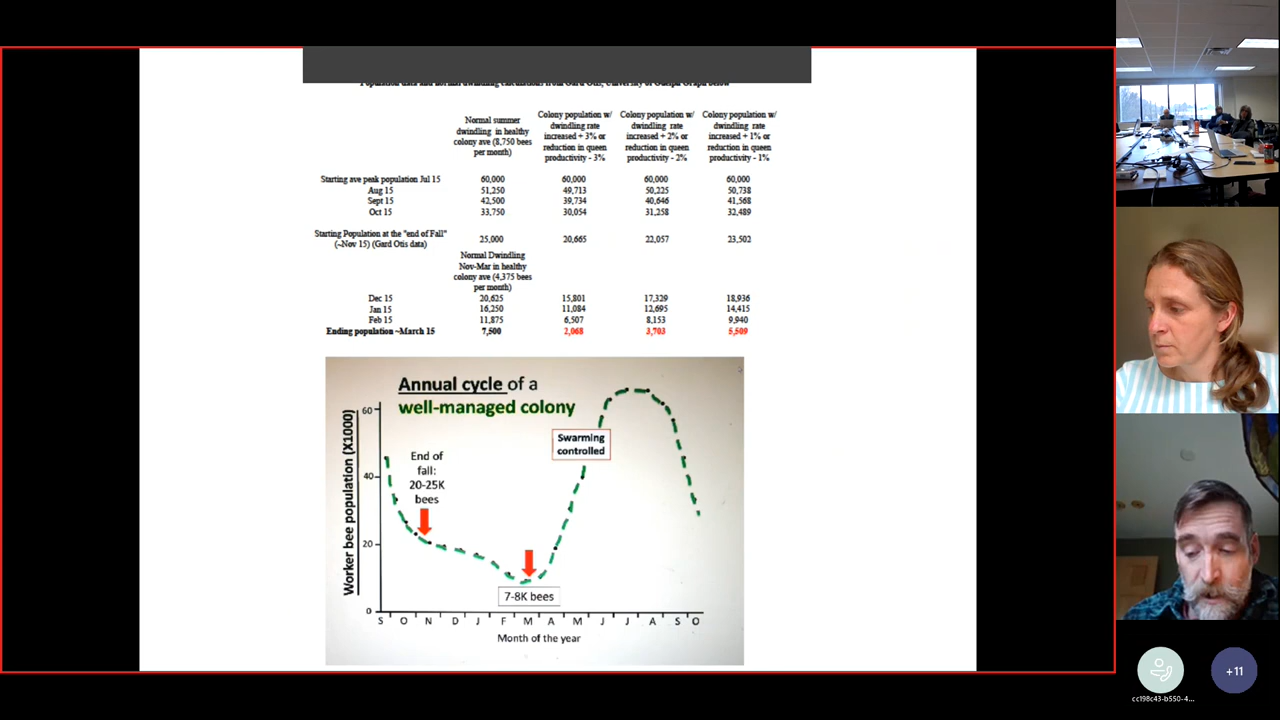 Normal summer dwindling in healthy colony ave (8,750 bees per month)
Colony population w/ dwindling rate increased + 3% or reduction in queen productivity - 3%
Colony population w/ dwindling rate increased + 2% or reduction in queen productivity - 2%
Colony population w/ dwindling rate increased + 1% or reduction in queen productivity - 1%
Starting ave peak population Jul 15 60,000 60,000 60,000 60,000
Aug 15 51,250 49,713 50,225 50,738
Sept 15 42,500 39,734 40,646 41,568
Oct 15 33,750 30,054 31,258 32,489
Starting Population at the "end of Fall"
(~Nov 15) (Gard Otis data) 25,000 20,665 22,057 23,502
Normal Dwindling
Nov-Mar in healthy
colony ave (4,375 bees
per month)
Dec 15 20,625 15,801 17,329 18,936
Jan 15 16,250 11,084 12,695 14,415
Feb 15 11,875 6,507 8,153 9,940
Ending population ~March 15 7,500 2,068 3,703 5,509
Annual cycle of a
well-managed colony
Worker bee population (X1000)
60
40
20
0
End of
fall:
20-25K
bees
Swarming
controlled
7-8K bees
S O N D J F M A M J J A S O
Month of the year
cc198c43-b550-4...
+11